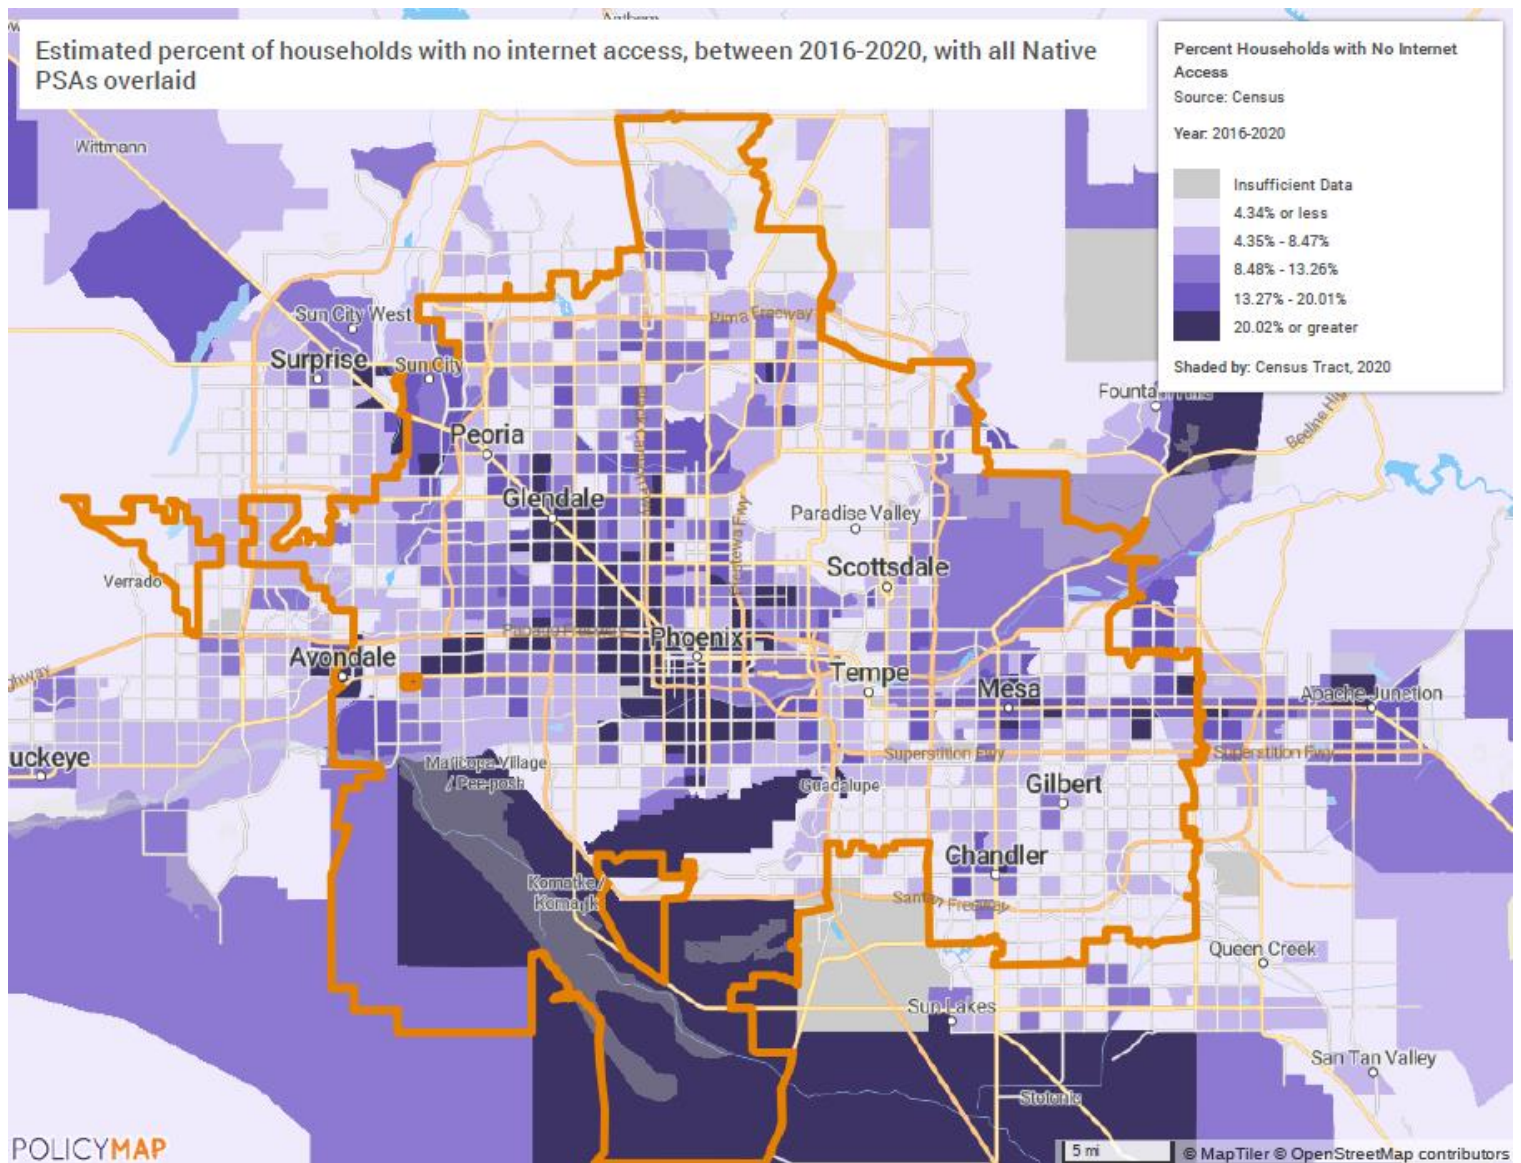 Estimated percent of households with no internet access, between 2016-2020, with all Native
PSAs overlaid
Percent Households with No Internet
Access
Source: Census
Year: 2016-2020
Insufficient Data
4.34% or less
4.35% - 8.47%
8.48% - 13.26%
13.27% - 20.01%
20.02% or greater
Shaded by: Census Tract, 2020
Wittmann
Sun City West
Pima Freeway
Surprise
Sun City
Peoria
Glendale
Paradise Valley
Scottsdale
Verrado
Phoenix
Avondale
Tempe
Mesa
Apache Junction
Superstition Fwy
Superstition Fwy
uckeye
Maricopa Village
/ Pee-posh
Guadalupe
Gilbert
Chandler
Komatke /
Santan Freeway
Queen Creek
Sun Lakes
San Tan Valley
POLICYMAP
5 mi
© MapTiler © OpenStreetMap contributors